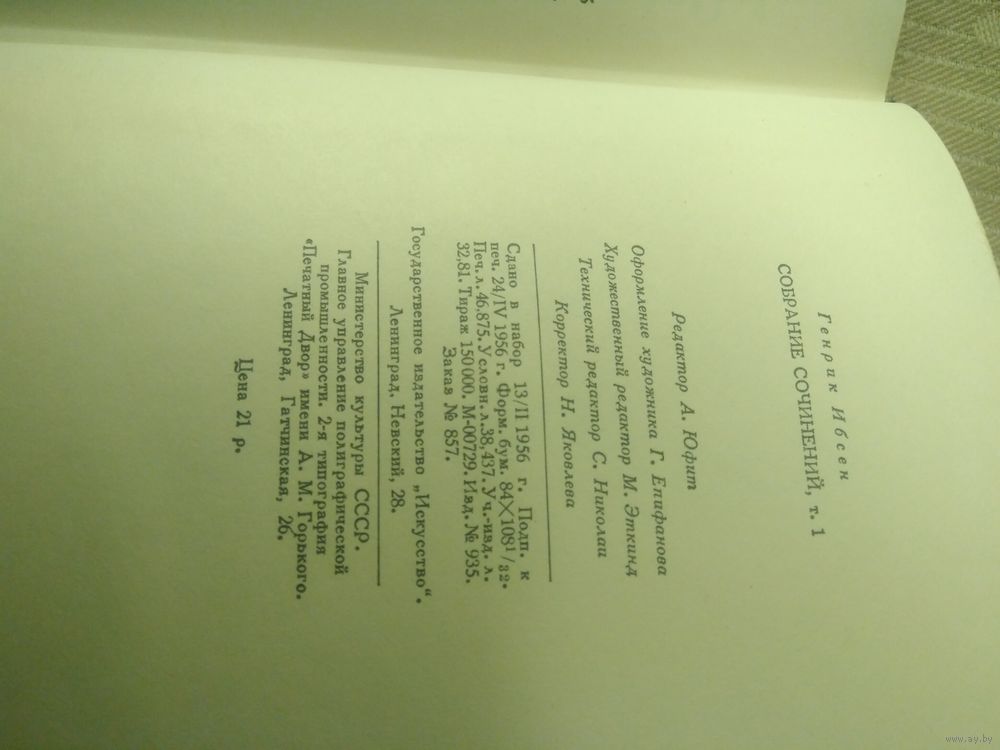 Генрик Ибсен
СОБРАНИЕ СОЧИНЕНИЙ, т. 1
Редактор А. Юфит
Оформление художника Г. Епифанова
Художественный редактор М. Эткинд
Технический редактор С. Николаи
Корректор Н. Яковлева
Сдано в набор 13/II 1956 г. Подп. к
печ. 24/IV 1956 г. Форм. бум. 84×108¹/₃₂.
Печ. л. 46,875. Условн. л. 38,437. Уч.-изд. л.
32,81. Тираж 150 000. М-00729. Изд. № 935.
Заказ № 857.
Государственное издательство „Искусство“.
Ленинград. Невский, 28.
Министерство культуры СССР.
Главное управление полиграфической
промышленности. 2-я типография
«Печатный Двор» имени А. М. Горького.
Ленинград, Гатчинская, 26.
Цена 21 р.
www.ay.by